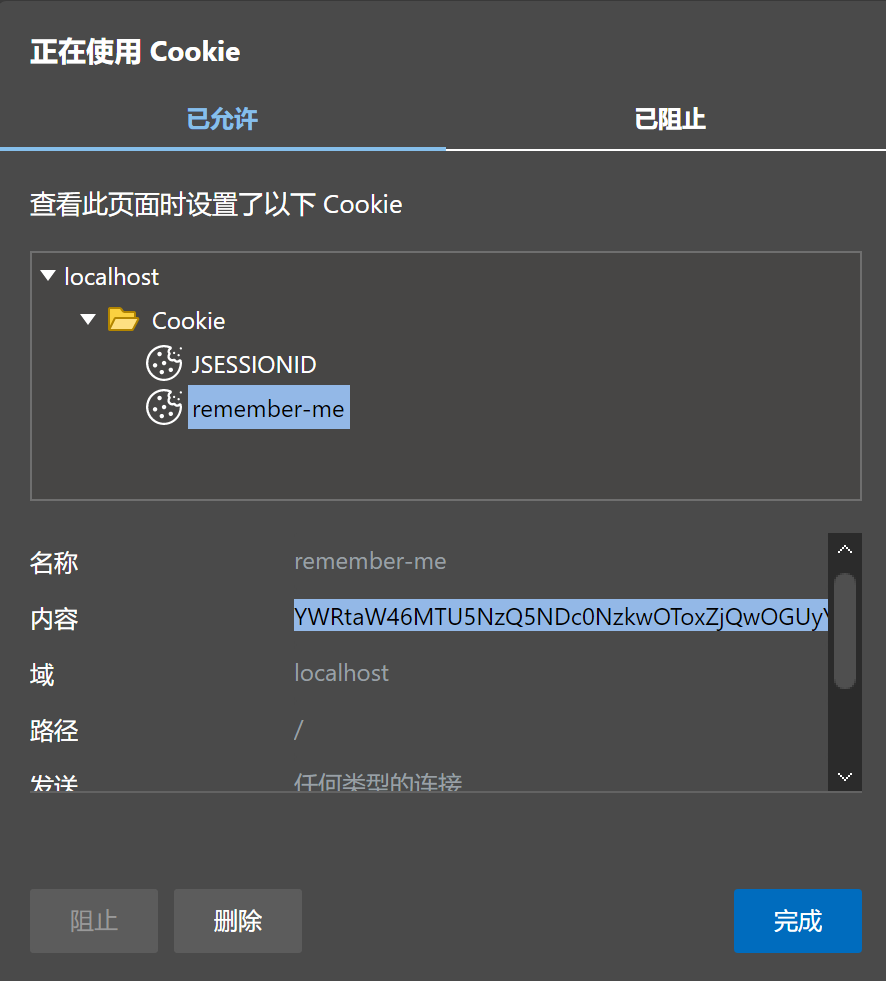 正在使用 Cookie
已允许 已阻止
查看此页面时设置了以下 Cookie
localhost
Cookie
JSESSIONID
remember-me
名称 remember-me
内容 YWRtaW46MTU5NzQ5NDc0NzkwOToxZjQwOGUy
域 localhost
路径 /
发送 任何类型的连接
阻止 删除 完成